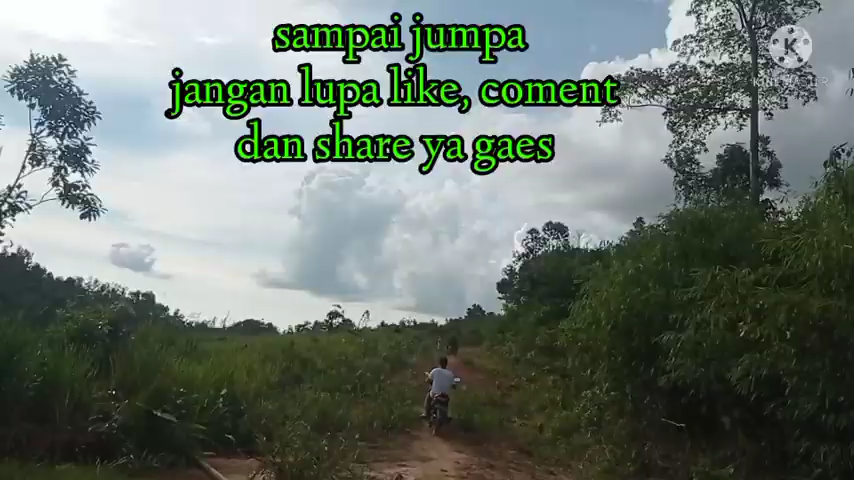 sampai jumpa
jangan lupa like, coment
dan share ya gaes
K